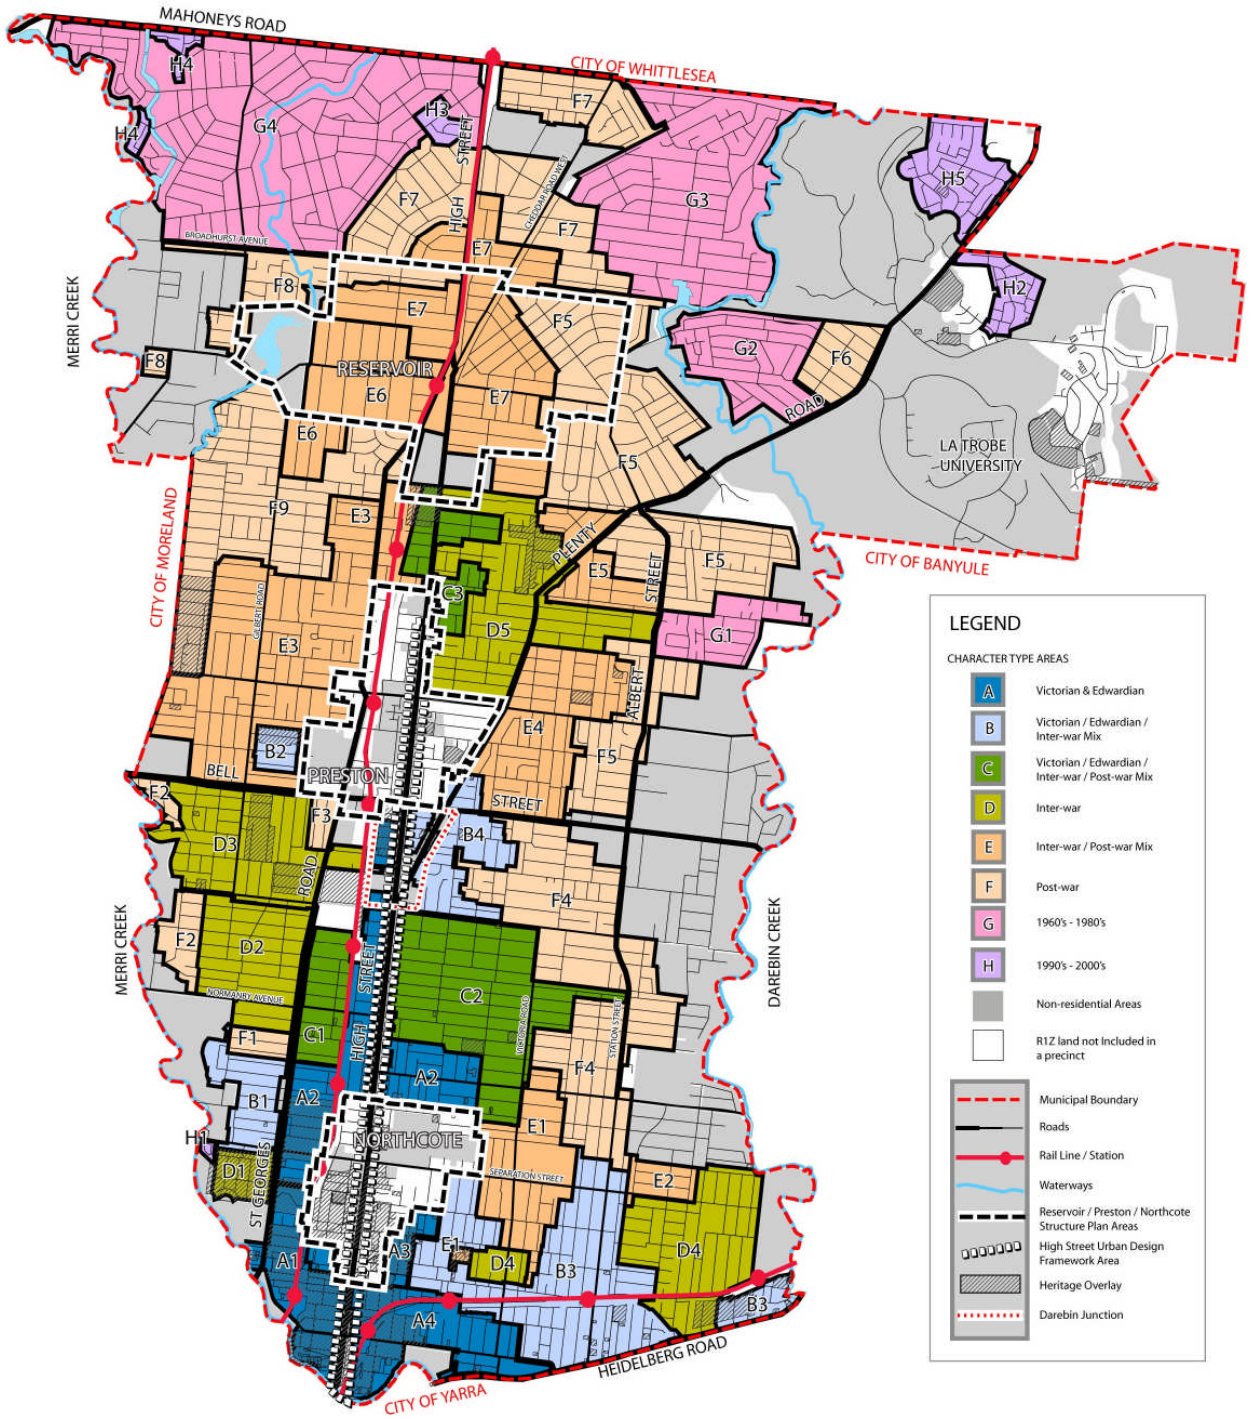 MAHONEYS ROAD
CITY OF WHITTLESEA
H4
H4
G4
H3
STREET
HIGH
F7
F7
CHEDDAR ROAD WEST
F7
G3
H5
BROADHURST AVENUE
E7
MERRI CREEK
F8
E7
F5
H2
F8
RESERVOIR
G2
F6
E6
E7
ROAD
E6
F5
LA TROBE
UNIVERSITY
CITY OF MORELAND
F9
E3
PLENTY
E5
STREET
F5
CITY OF BANYULE
GILBERT ROAD
C3
D5
G1
E3
ALBERT
E4
B2
F5
BELL
PRESTON
STREET
F2
F3
B4
D3
ROAD
F4
MERRI CREEK
F2
D2
STREET
DAREBIN CREEK
NORMANBY AVENUE
C2
VICTORIA ROAD
STATION STREET
F1
C1
HIGH
F4
B1
A2
A2
H1
NORTHCOTE
E1
D1
ST GEORGES
SEPARATION STREET
E2
A1
A3
E1
D4
B3
D4
B3
A4
HEIDELBERG ROAD
CITY OF YARRA
LEGEND
CHARACTER TYPE AREAS
A
Victorian & Edwardian
B
Victorian / Edwardian /
Inter-war Mix
C
Victorian / Edwardian /
Inter-war / Post-war Mix
D
Inter-war
E
Inter-war / Post-war Mix
F
Post-war
G
1960's - 1980's
H
1990's - 2000's
Non-residential Areas
R1Z land not Included in
a precinct
Municipal Boundary
Roads
Rail Line / Station
Waterways
Reservoir / Preston / Northcote
Structure Plan Areas
High Street Urban Design
Framework Area
Heritage Overlay
Darebin Junction